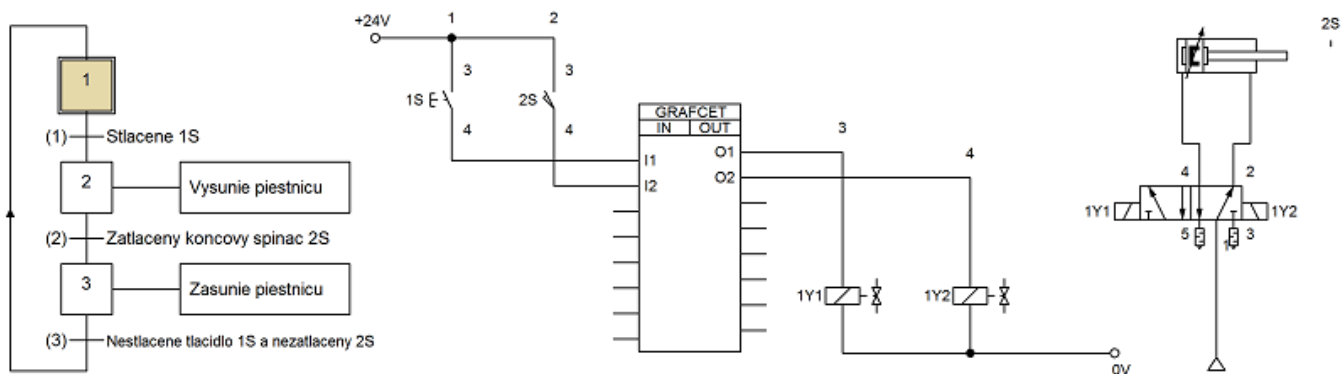 1
(1) Stlacene 1S
2 Vysunie piestnicu
(2) Zatlaceny koncovy spinac 2S
3 Zasunie piestnicu
(3) Nestlacene tlacidlo 1S a nezatlaceny 2S
+24V 1 2
3 3
1S 2S
4 4
GRAFCET
IN OUT
I1 O1
I2 O2
3
4
1Y1 1Y2
0V
2S
4 2
1Y1 1Y2
5 1 3